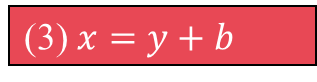 (3) x = y + b